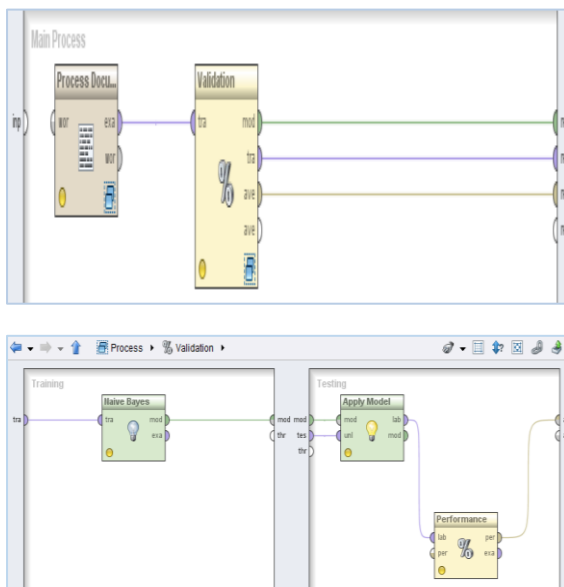 Main Process
Process Docu...
Validation
inp
wor
exa
wor
tra
mod
tra
ave
ave
Process
Validation
Training
Testing
Naive Bayes
tra
tra
mod
exa
mod
thr
mod
tes
thr
Apply Model
mod
unl
lab
mod
Performance
lab
per
per
exa